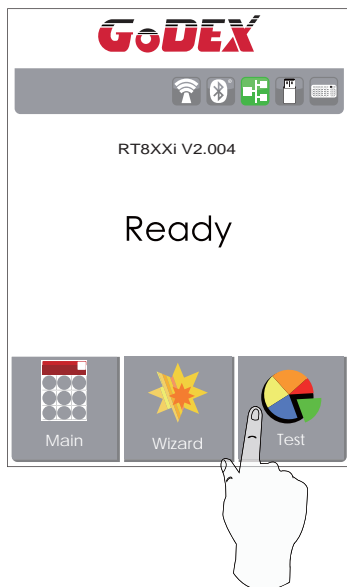 GoDEX
RT8XXi V2.004
Ready
Main
Wizard
Test